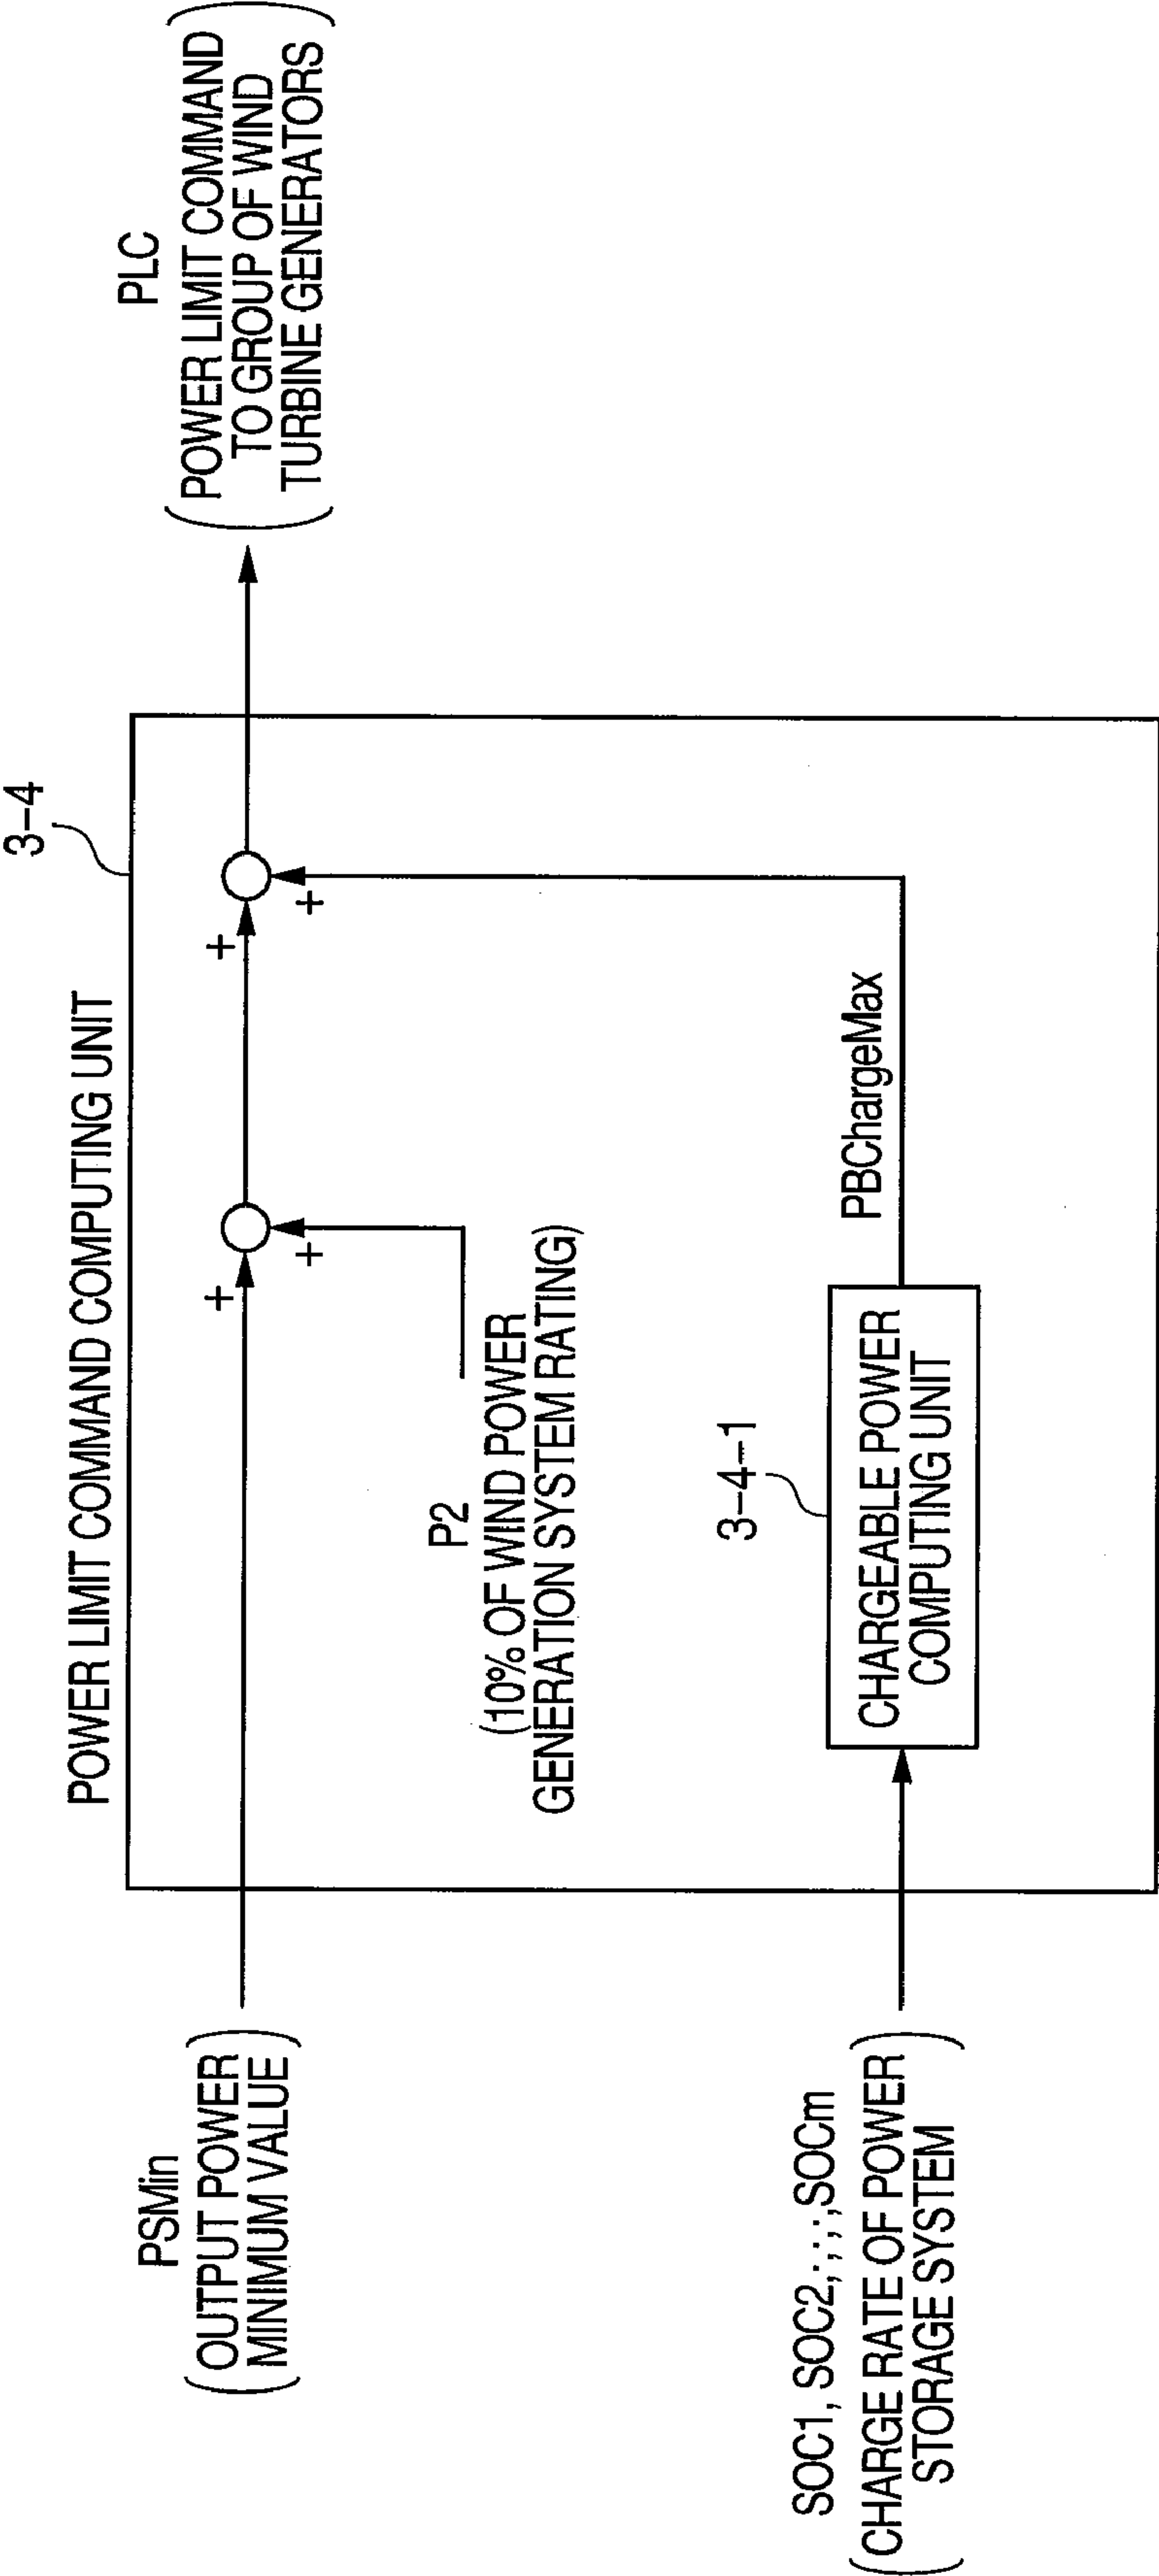 POWER LIMIT COMMAND COMPUTING UNIT
3-4
PSMin
(OUTPUT POWER
MINIMUM VALUE)
+
+
+
+
PLC
(POWER LIMIT COMMAND
TO GROUP OF WIND
TURBINE GENERATORS)
P2
(10% OF WIND POWER
GENERATION SYSTEM RATING)
3-4-1
CHARGEABLE POWER
COMPUTING UNIT
PBChargeMax
SOC1, SOC2,;;;,SOCm
(CHARGE RATE OF POWER
STORAGE SYSTEM)